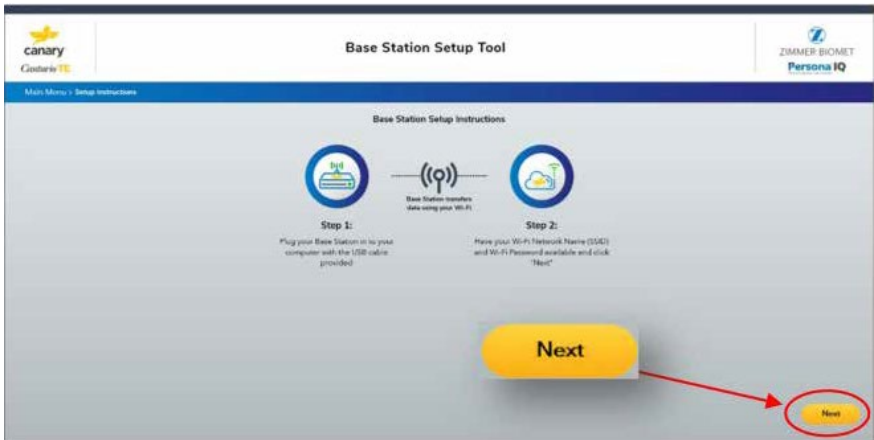 canary
Canturio TE
Base Station Setup Tool
ZIMMER BIOMET
Persona IQ
Main Menu > Setup Instructions
Base Station Setup Instructions
Base Station transfers
data using your Wi-Fi
Step 1:
Plug your Base Station in to your
computer with the USB cable
provided
Step 2:
Have your Wi-Fi Network Name (SSID)
and Wi-Fi Password available and click
"Next"
Next
Next